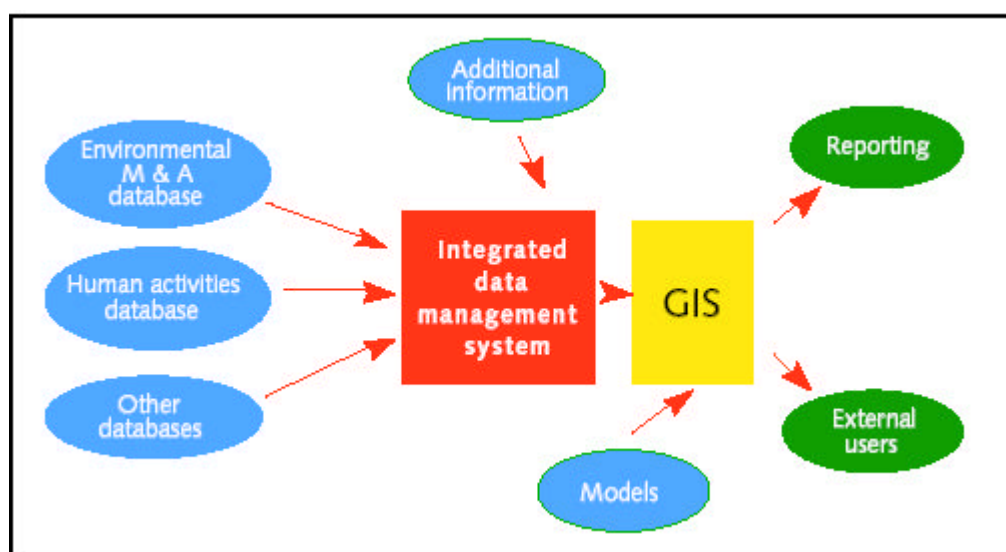 Additional
information
Environmental
M & A
database
Reporting
Integrated
data
management
system
Human activities
database
GIS
Other
databases
External
users
Models